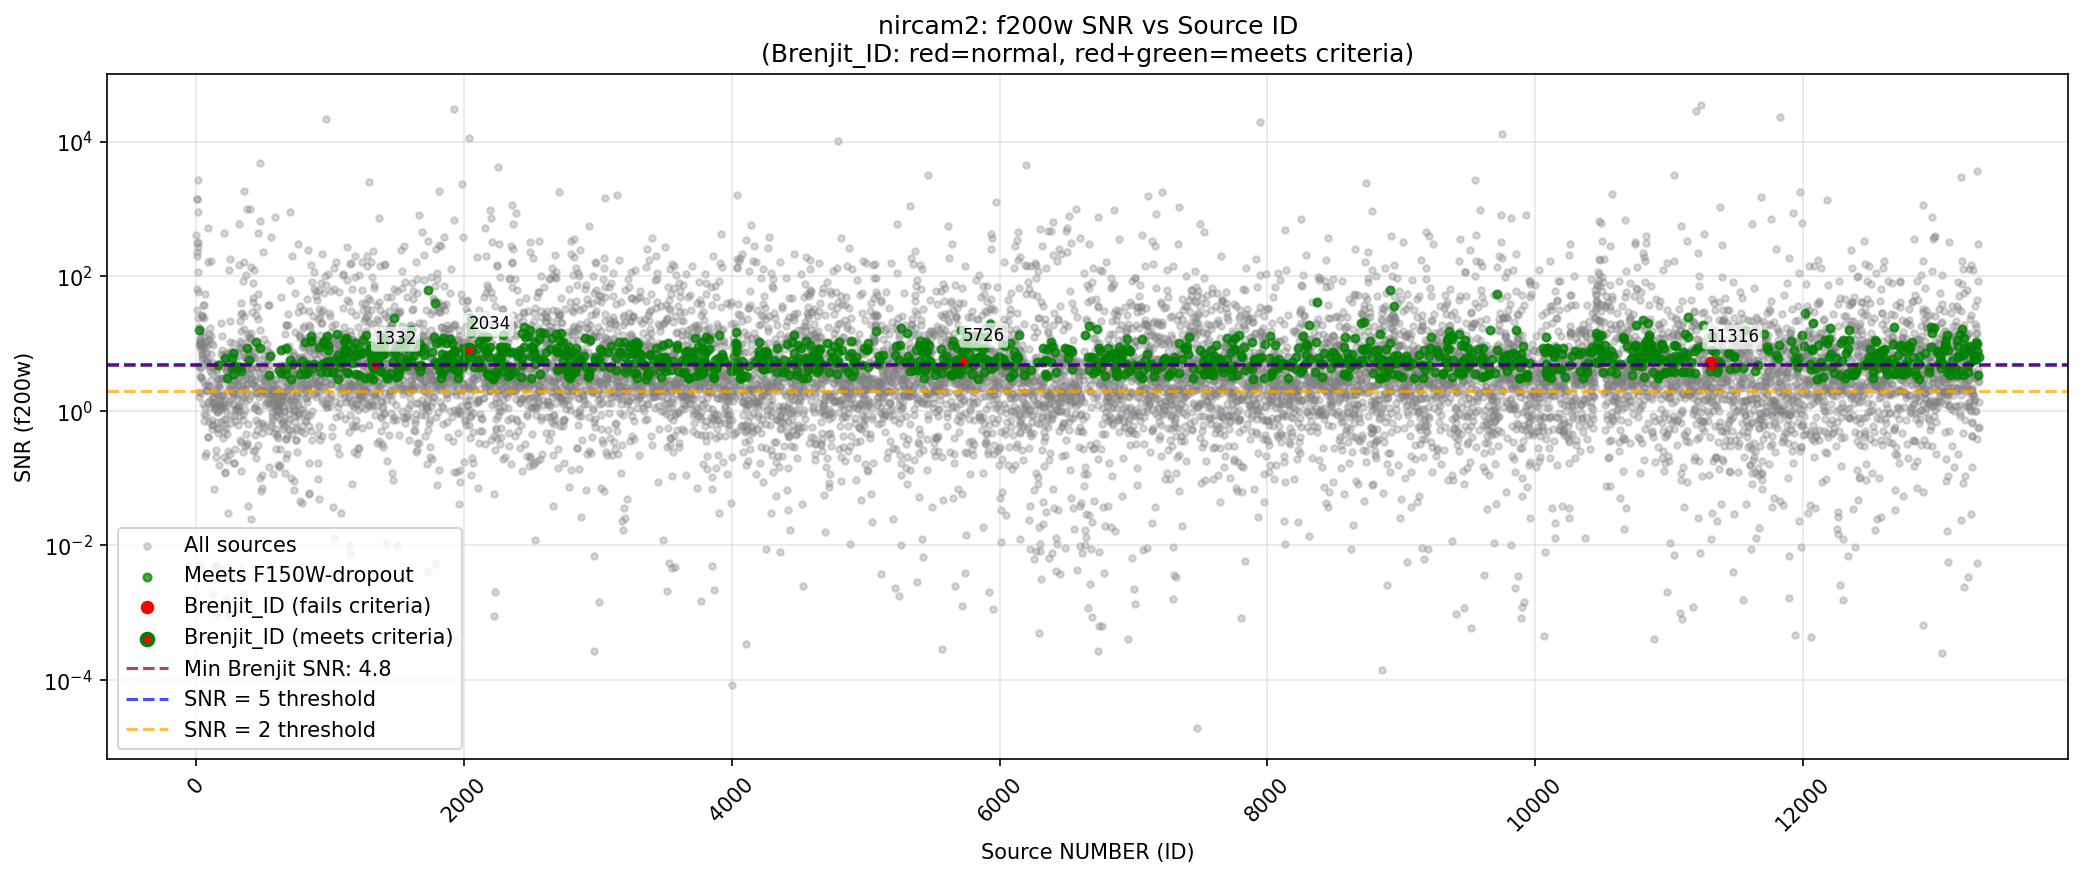 nircam2: f200w SNR vs Source ID
(Brenjit_ID: red=normal, red+green=meets criteria)
SNR (f200w)
10^4
10^2
10^0
10^-2
10^-4
1332
2034
5726
11316
All sources
Meets F150W-dropout
Brenjit_ID (fails criteria)
Brenjit_ID (meets criteria)
Min Brenjit SNR: 4.8
SNR = 5 threshold
SNR = 2 threshold
0
2000
4000
6000
8000
10000
12000
Source NUMBER (ID)